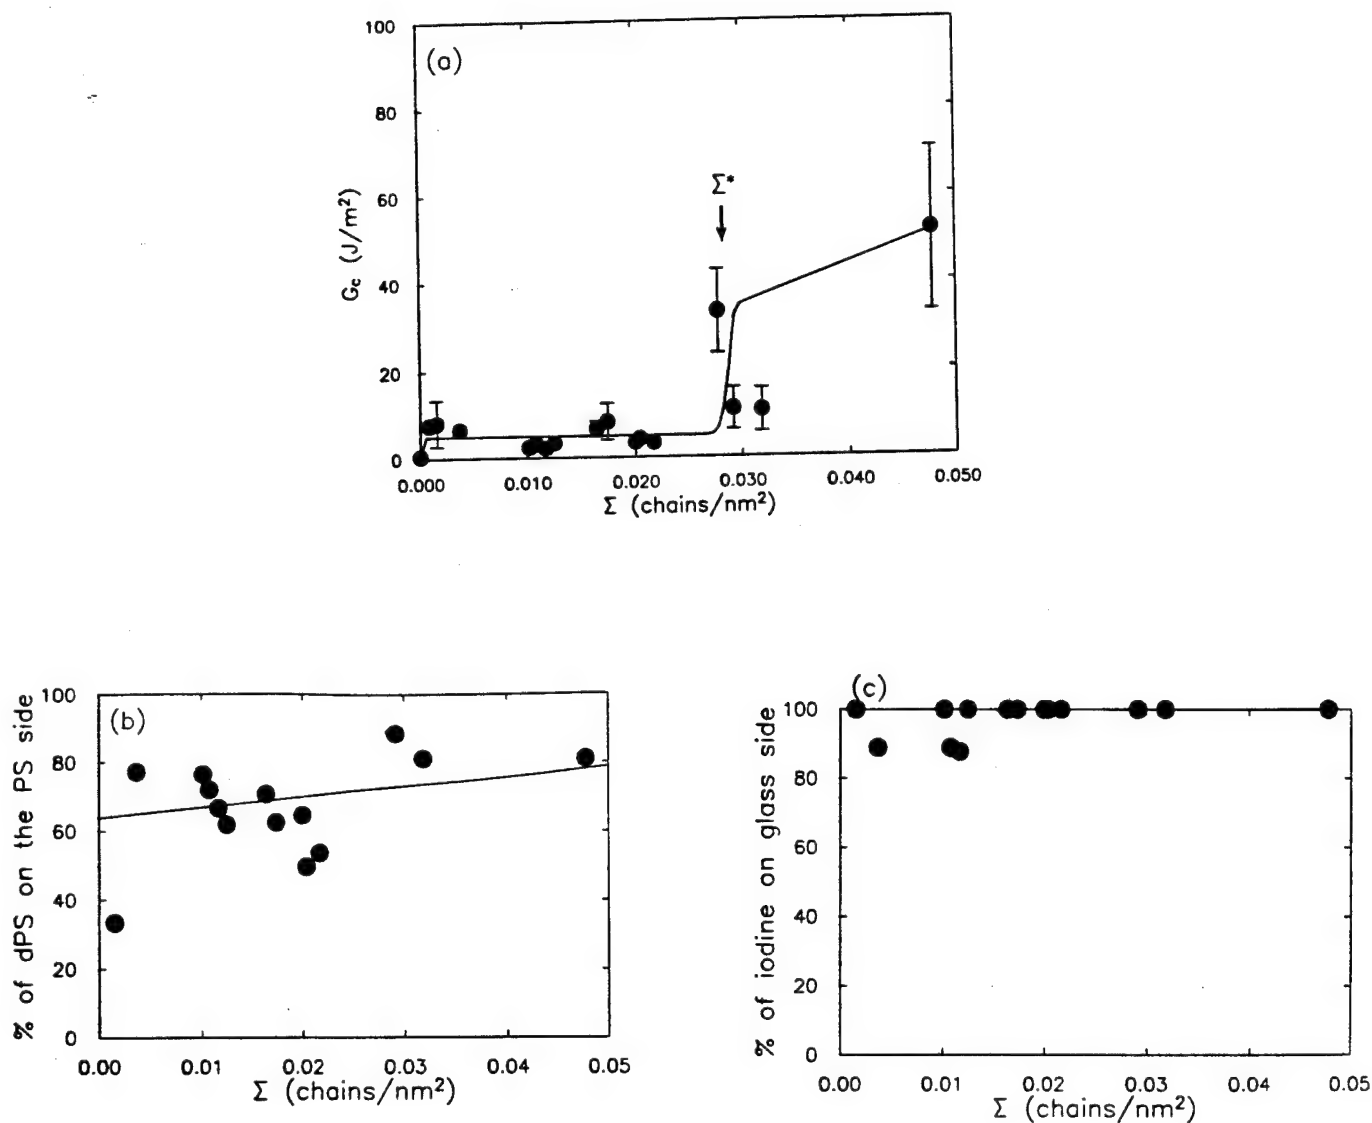 (a)
100
80
60
40
20
0
G_c (J/m²)
Σ*
0.000 0.010 0.020 0.030 0.040 0.050
Σ (chains/nm²)
(b)
100
80
60
40
20
0
% of dPS on the PS side
0.00 0.01 0.02 0.03 0.04 0.05
Σ (chains/nm²)
(c)
100
80
60
40
20
0
% of iodine on glass side
0.00 0.01 0.02 0.03 0.04 0.05
Σ (chains/nm²)